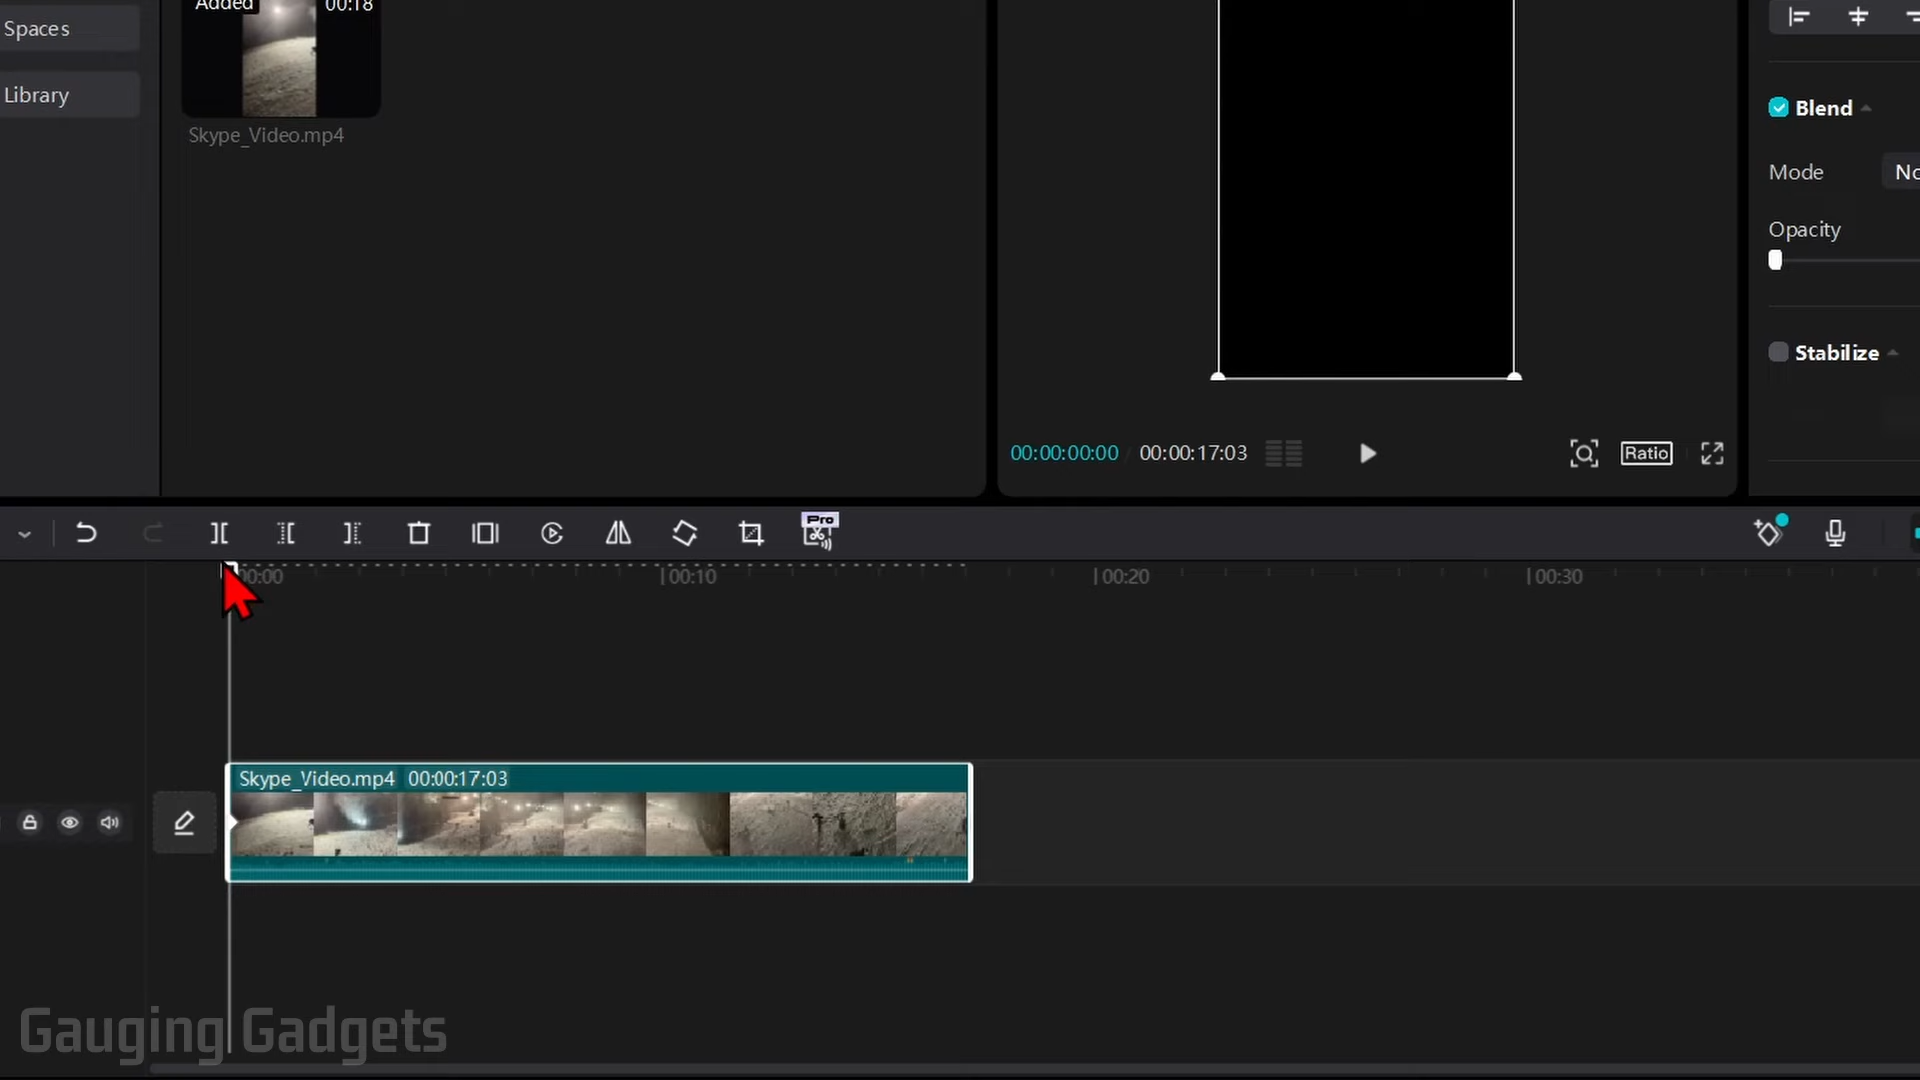 Spaces
Library
Added
00:18
Skype_Video.mp4
Blend
Mode
Opacity
Stabilize
00:00:00:00
00:00:17:03
Ratio
Pro
00:00
00:10
00:20
00:30
Skype_Video.mp4 00:00:17:03
Gauging Gadgets